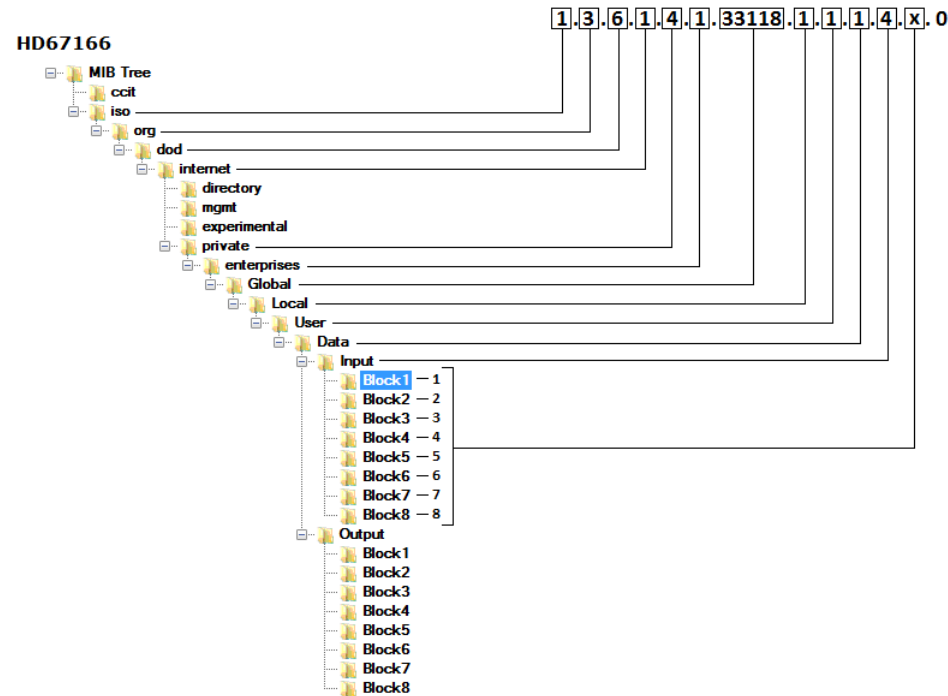 1.3.6.1.4.1.33118.1.1.1.4.x.0
HD67166
MIB Tree
ccit
iso
org
dod
internet
directory
mgmt
experimental
private
enterprises
Global
Local
User
Data
Input
Block1 — 1
Block2 — 2
Block3 — 3
Block4 — 4
Block5 — 5
Block6 — 6
Block7 — 7
Block8 — 8
Output
Block1
Block2
Block3
Block4
Block5
Block6
Block7
Block8